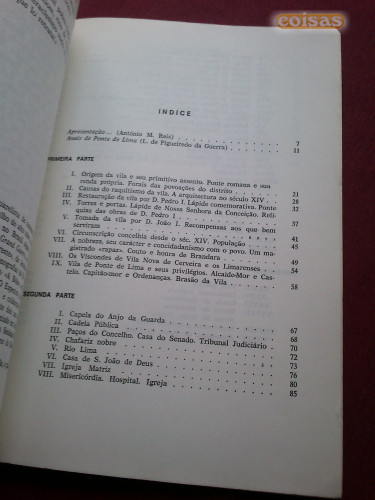 coisas
ÍNDICE
Apresentação — (António M. Reis) 7
Anais de Ponte de Lima (L. de Figueiredo da Guerra) 11
PRIMEIRA PARTE
I. Origem da vila e seu primitivo assento. Ponte romana e sua
renda própria. Forais das povoações do distrito 21
II. Causas do raquitismo da vila. A arquitectura no século XIV 28
III. Restauração da vila por D. Pedro I. Lápide comemorativa. Ponte 32
IV. Torres e portas. Lápide de Nossa Senhora da Conceição. Relí-
quias das obras de D. Pedro I 37
V. Tomada da vila por D. João I. Recompensas aos que bem
serviram 41
VI. Circunscrição concelhia desde o séc. XIV. População 45
VII. A nobreza, seu carácter e concidadanismo com o povo. Um ma-
gistrado «rapaz». Couto e honra de Brandara 49
VIII. Os Viscondes de Vila Nova de Cerveira e os Limarenses 54
IX. Vila de Ponte de Lima e seus privilégios. Alcaide-Mor e Cas-
telo. Capitão-mor e Ordenanças. Brasão da Vila 58
SEGUNDA PARTE
I. Capela do Anjo da Guarda 67
II. Cadeia Pública 68
III. Paços do Concelho. Casa do Senado. Tribunal Judiciário 70
IV. Chafariz nobre 72
V. Rio Lima 73
VI. Casa de S. João de Deus 76
VII. Igreja Matriz 80
VIII. Misericórdia. Hospital. Igreja 85